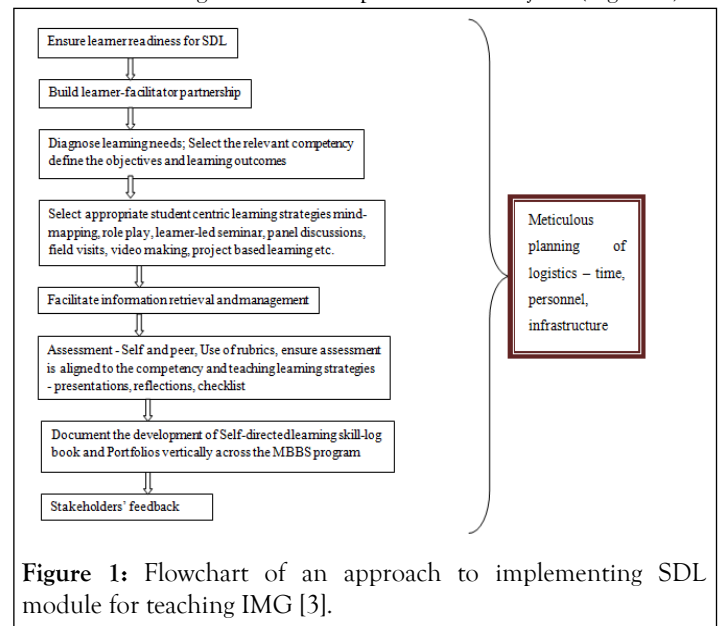 Ensure learner readiness for SDL
Build learner-facilitator partnership
Diagnose learning needs; Select the relevant competency
define the objectives and learning outcomes
Select appropriate student centric learning strategies mind-
mapping, role play, learner-led seminar, panel discussions,
field visits, video making, project based learning etc.
Facilitate information retrieval and management
Assessment - Self and peer, Use of rubrics, ensure assessment
is aligned to the competency and teaching learning strategies
- presentations, reflections, checklist
Document the development of Self-directed learning skill-log
book and Portfolios vertically across the MBBS program
Stakeholders' feedback
Meticulous
planning of
logistics – time,
personnel,
infrastructure
Figure 1: Flowchart of an approach to implementing SDL
module for teaching IMG [3].